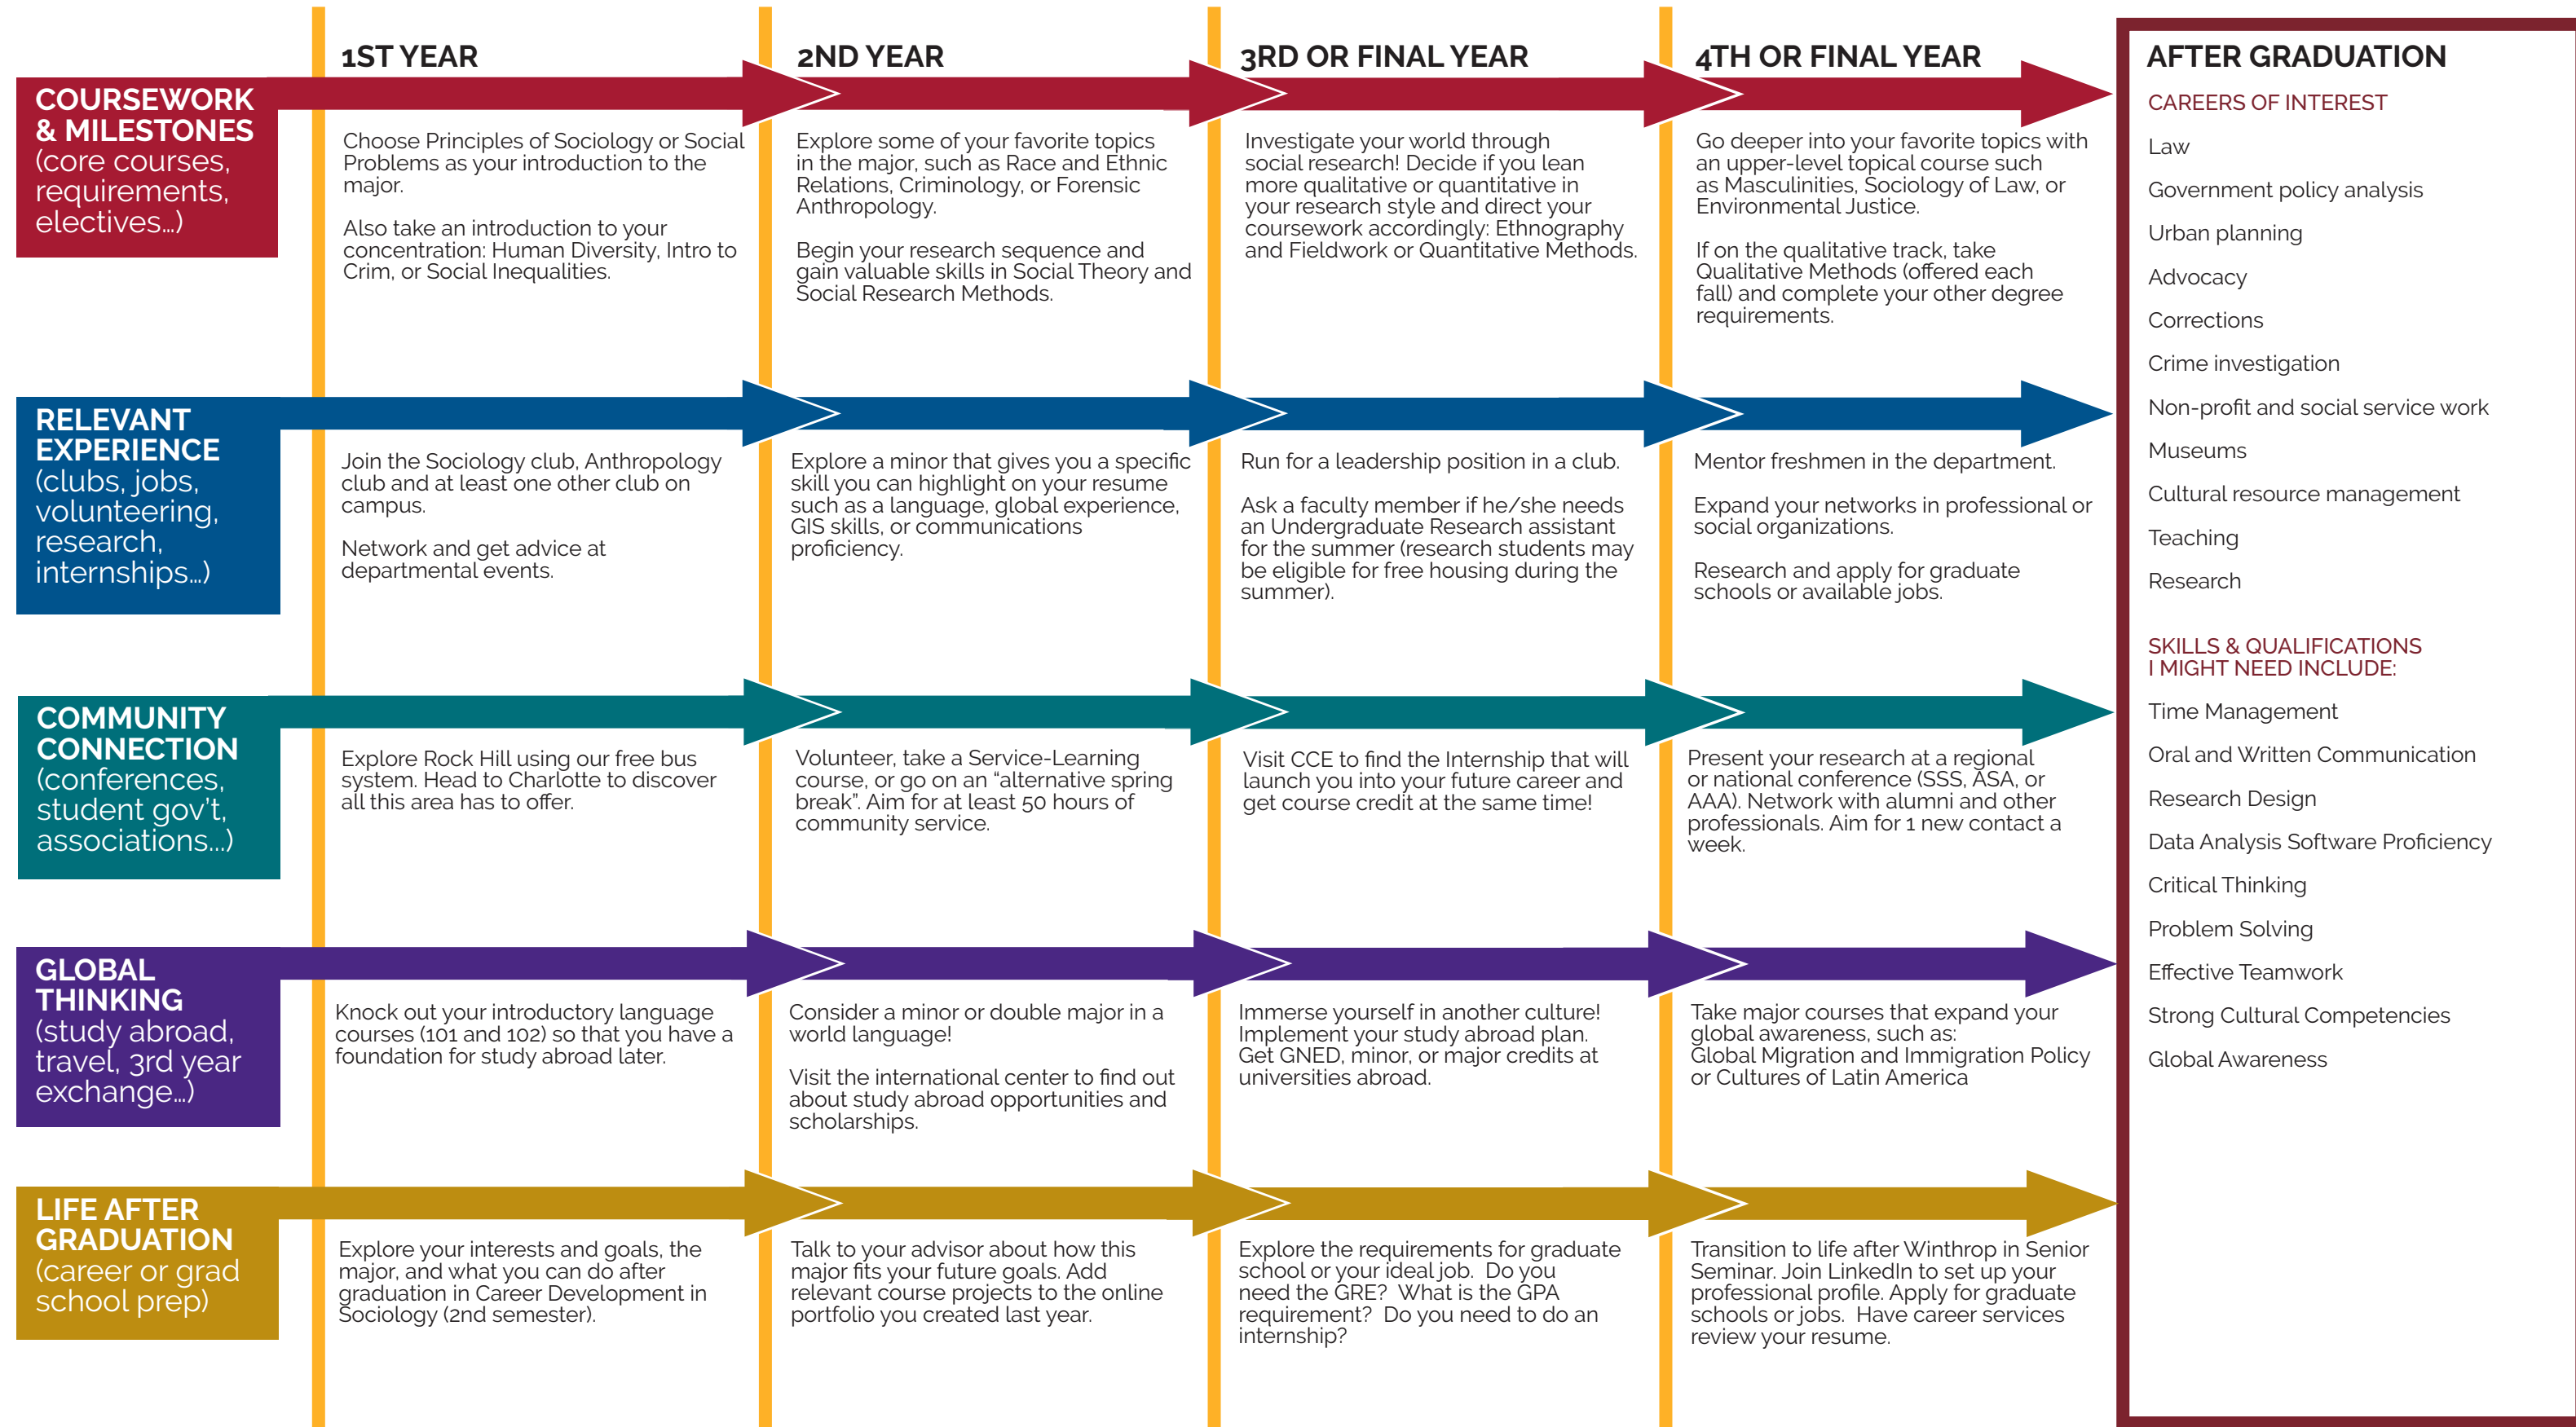 1ST YEAR
2ND YEAR
3RD OR FINAL YEAR
4TH OR FINAL YEAR
COURSEWORK
& MILESTONES
(core courses,
requirements,
electives…)
Choose Principles of Sociology or Social
Problems as your introduction to the
major.
Also take an introduction to your
concentration: Human Diversity, Intro to
Crim, or Social Inequalities.
Explore some of your favorite topics
in the major, such as Race and Ethnic
Relations, Criminology, or Forensic
Anthropology.
Begin your research sequence and
gain valuable skills in Social Theory and
Social Research Methods.
Investigate your world through
social research! Decide if you lean
more qualitative or quantitative in
your research style and direct your
coursework accordingly: Ethnography
and Fieldwork or Quantitative Methods.
Go deeper into your favorite topics with
an upper-level topical course such
as Masculinities, Sociology of Law, or
Environmental Justice.
If on the qualitative track, take
Qualitative Methods (offered each
fall) and complete your other degree
requirements.
RELEVANT
EXPERIENCE
(clubs, jobs,
volunteering,
research,
internships…)
Join the Sociology club, Anthropology
club and at least one other club on
campus.
Network and get advice at
departmental events.
Explore a minor that gives you a specific
skill you can highlight on your resume
such as a language, global experience,
GIS skills, or communications
proficiency.
Run for a leadership position in a club.
Ask a faculty member if he/she needs
an Undergraduate Research assistant
for the summer (research students may
be eligible for free housing during the
summer).
Mentor freshmen in the department.
Expand your networks in professional or
social organizations.
Research and apply for graduate
schools or available jobs.
COMMUNITY
CONNECTION
(conferences,
student gov't,
associations...)
Explore Rock Hill using our free bus
system. Head to Charlotte to discover
all this area has to offer.
Volunteer, take a Service-Learning
course, or go on an "alternative spring
break". Aim for at least 50 hours of
community service.
Visit CCE to find the Internship that will
launch you into your future career and
get course credit at the same time!
Present your research at a regional
or national conference (SSS, ASA, or
AAA). Network with alumni and other
professionals. Aim for 1 new contact a
week.
GLOBAL
THINKING
(study abroad,
travel, 3rd year
exchange…)
Knock out your introductory language
courses (101 and 102) so that you have a
foundation for study abroad later.
Consider a minor or double major in a
world language!
Visit the international center to find out
about study abroad opportunities and
scholarships.
Immerse yourself in another culture!
Implement your study abroad plan.
Get GNED, minor, or major credits at
universities abroad.
Take major courses that expand your
global awareness, such as:
Global Migration and Immigration Policy
or Cultures of Latin America
LIFE AFTER
GRADUATION
(career or grad
school prep)
Explore your interests and goals, the
major, and what you can do after
graduation in Career Development in
Sociology (2nd semester).
Talk to your advisor about how this
major fits your future goals. Add
relevant course projects to the online
portfolio you created last year.
Explore the requirements for graduate
school or your ideal job.  Do you
need the GRE?  What is the GPA
requirement?  Do you need to do an
internship?
Transition to life after Winthrop in Senior
Seminar. Join LinkedIn to set up your
professional profile. Apply for graduate
schools or jobs.  Have career services
review your resume.
AFTER GRADUATION
CAREERS OF INTEREST
Law
Government policy analysis
Urban planning
Advocacy
Corrections
Crime investigation
Non-profit and social service work
Museums
Cultural resource management
Teaching
Research
SKILLS & QUALIFICATIONS
I MIGHT NEED INCLUDE:
Time Management
Oral and Written Communication
Research Design
Data Analysis Software Proficiency
Critical Thinking
Problem Solving
Effective Teamwork
Strong Cultural Competencies
Global Awareness